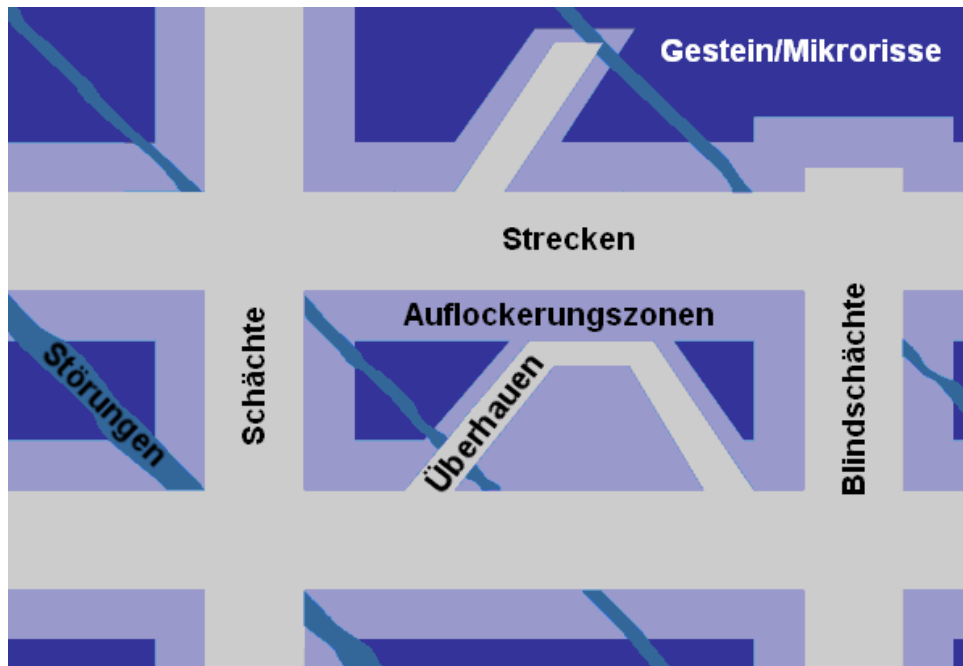 Gestein/Mikrorisse
Strecken
Auflockerungszonen
Schächte
Störungen
Überhauen
Blindschächte